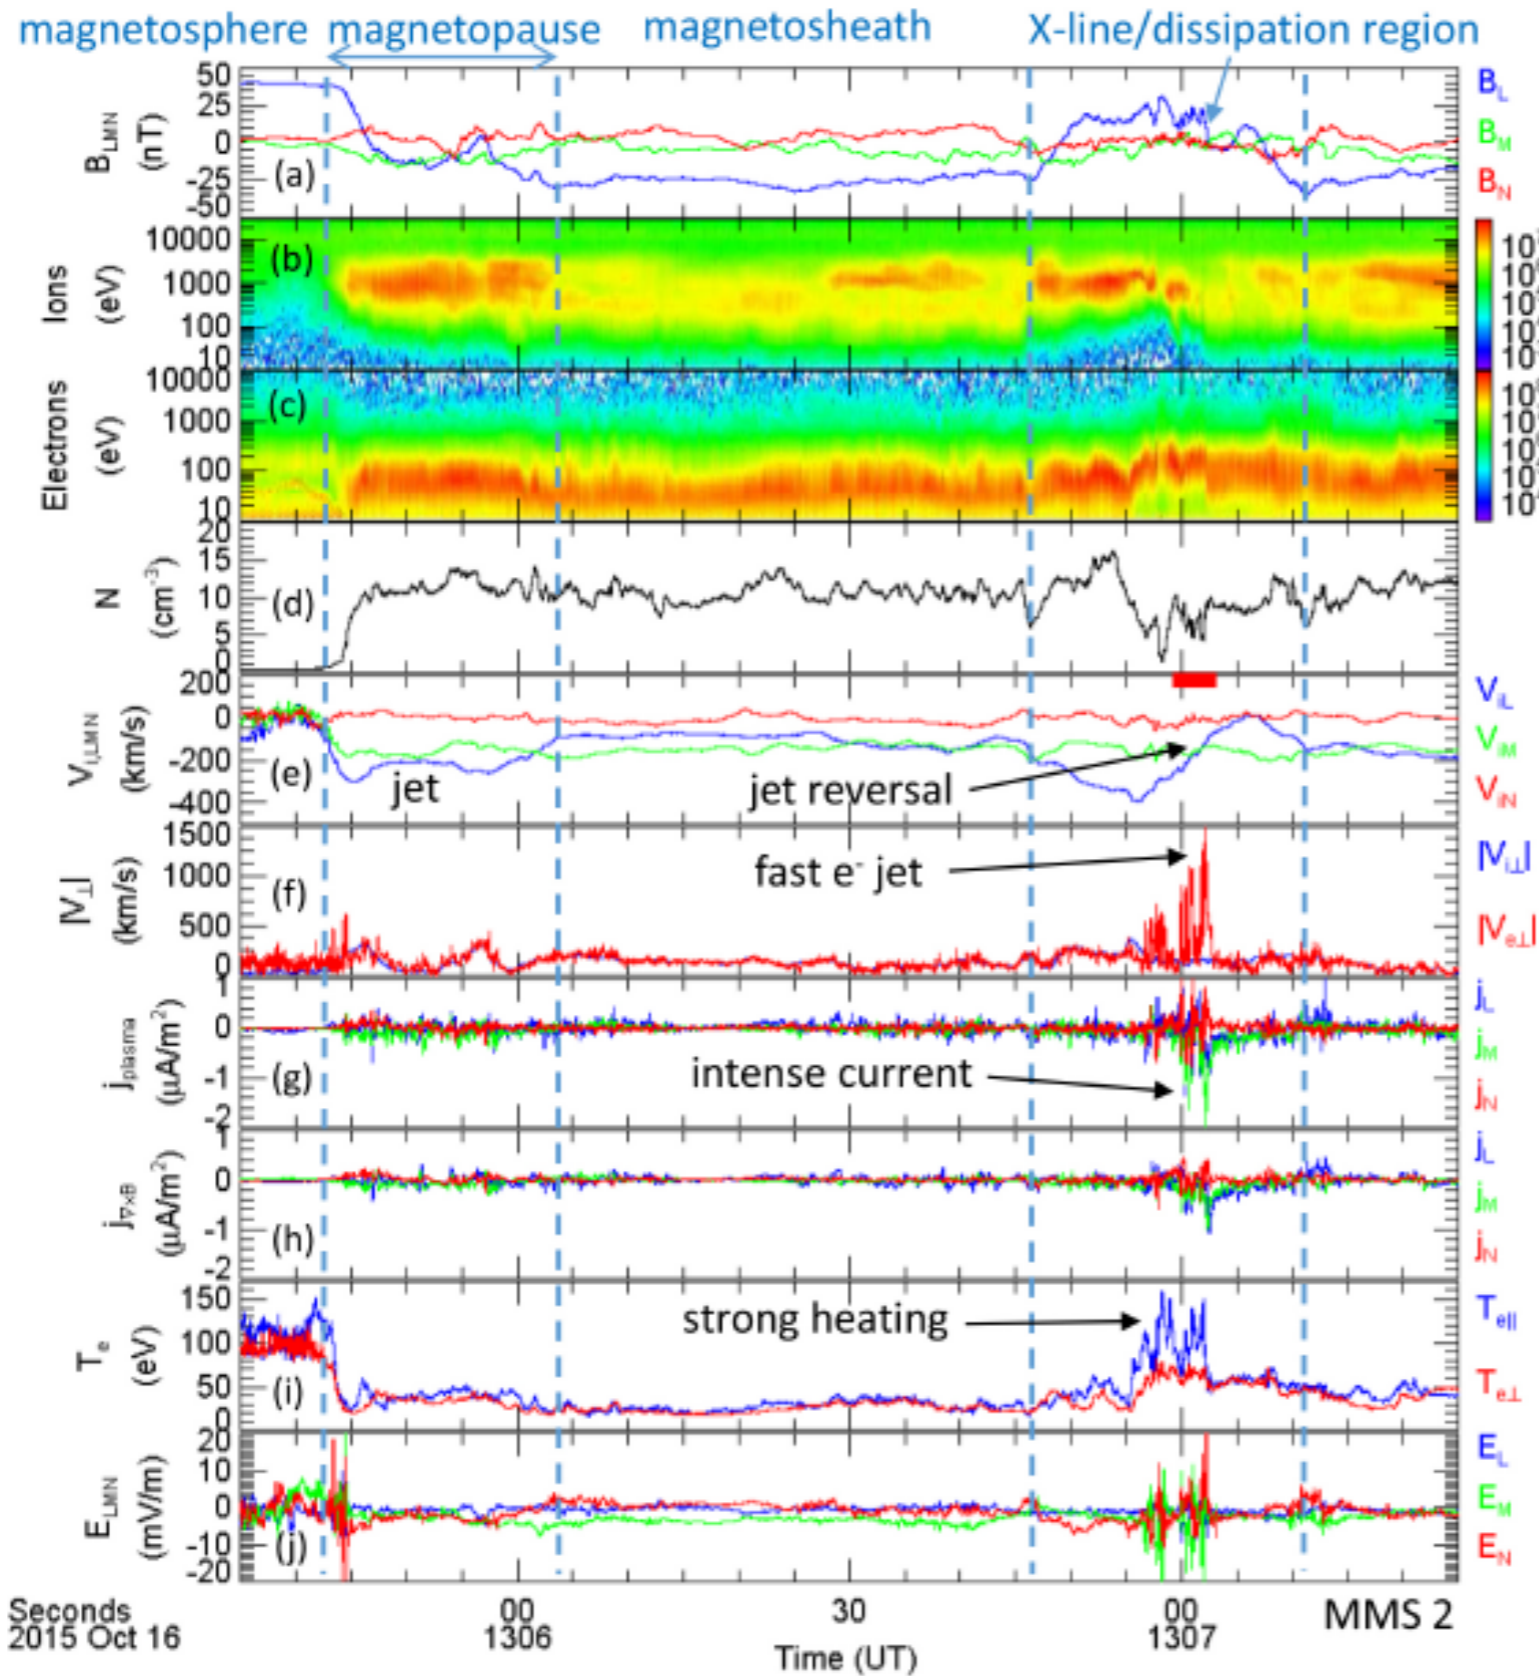 magnetosphere magnetopause magnetosheath X-line/dissipation region
50
25
0
-25
-50
B_LMN
(nT)
(a)
B_L
B_M
B_N
10000
1000
100
10
Ions
(eV)
(b)
10000
1000
100
10
Electrons
(eV)
(c)
20
15
10
5
0
N
(cm⁻³)
(d)
200
0
-200
-400
V_i,LMN
(km/s)
(e)
jet
jet reversal
V_iL
V_iM
V_iN
1500
1000
500
0
|V_⊥|
(km/s)
(f)
fast e⁻ jet
|V_i⊥|
|V_e⊥|
1
0
-1
-2
j_plasma
(μA/m²)
(g)
intense current
j_L
j_M
j_N
1
0
-1
-2
j_∇×B
(μA/m²)
(h)
j_L
j_M
j_N
150
100
50
0
T_e
(eV)
(i)
strong heating
T_e||
T_e⊥
20
10
0
-10
-20
E_LMN
(mV/m)
(j)
E_L
E_M
E_N
Seconds 00 30 00 MMS 2
2015 Oct 16 1306 1307
Time (UT)